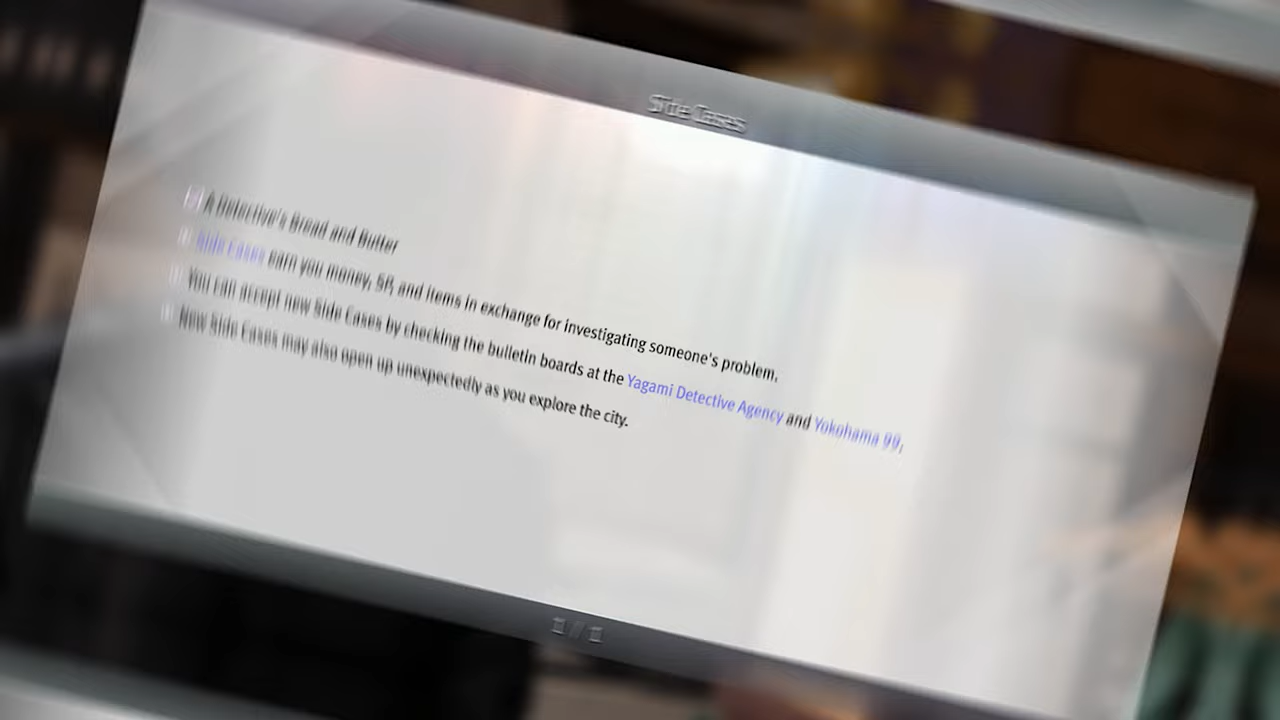 Side Cases
A Detective's Bread and Butter
Side Cases earn you money, SP, and items in exchange for investigating someone's problem.
You can accept new Side Cases by checking the bulletin boards at the Yagami Detective Agency and Yokohama 99.
New Side Cases may also open up unexpectedly as you explore the city.
1 / 1